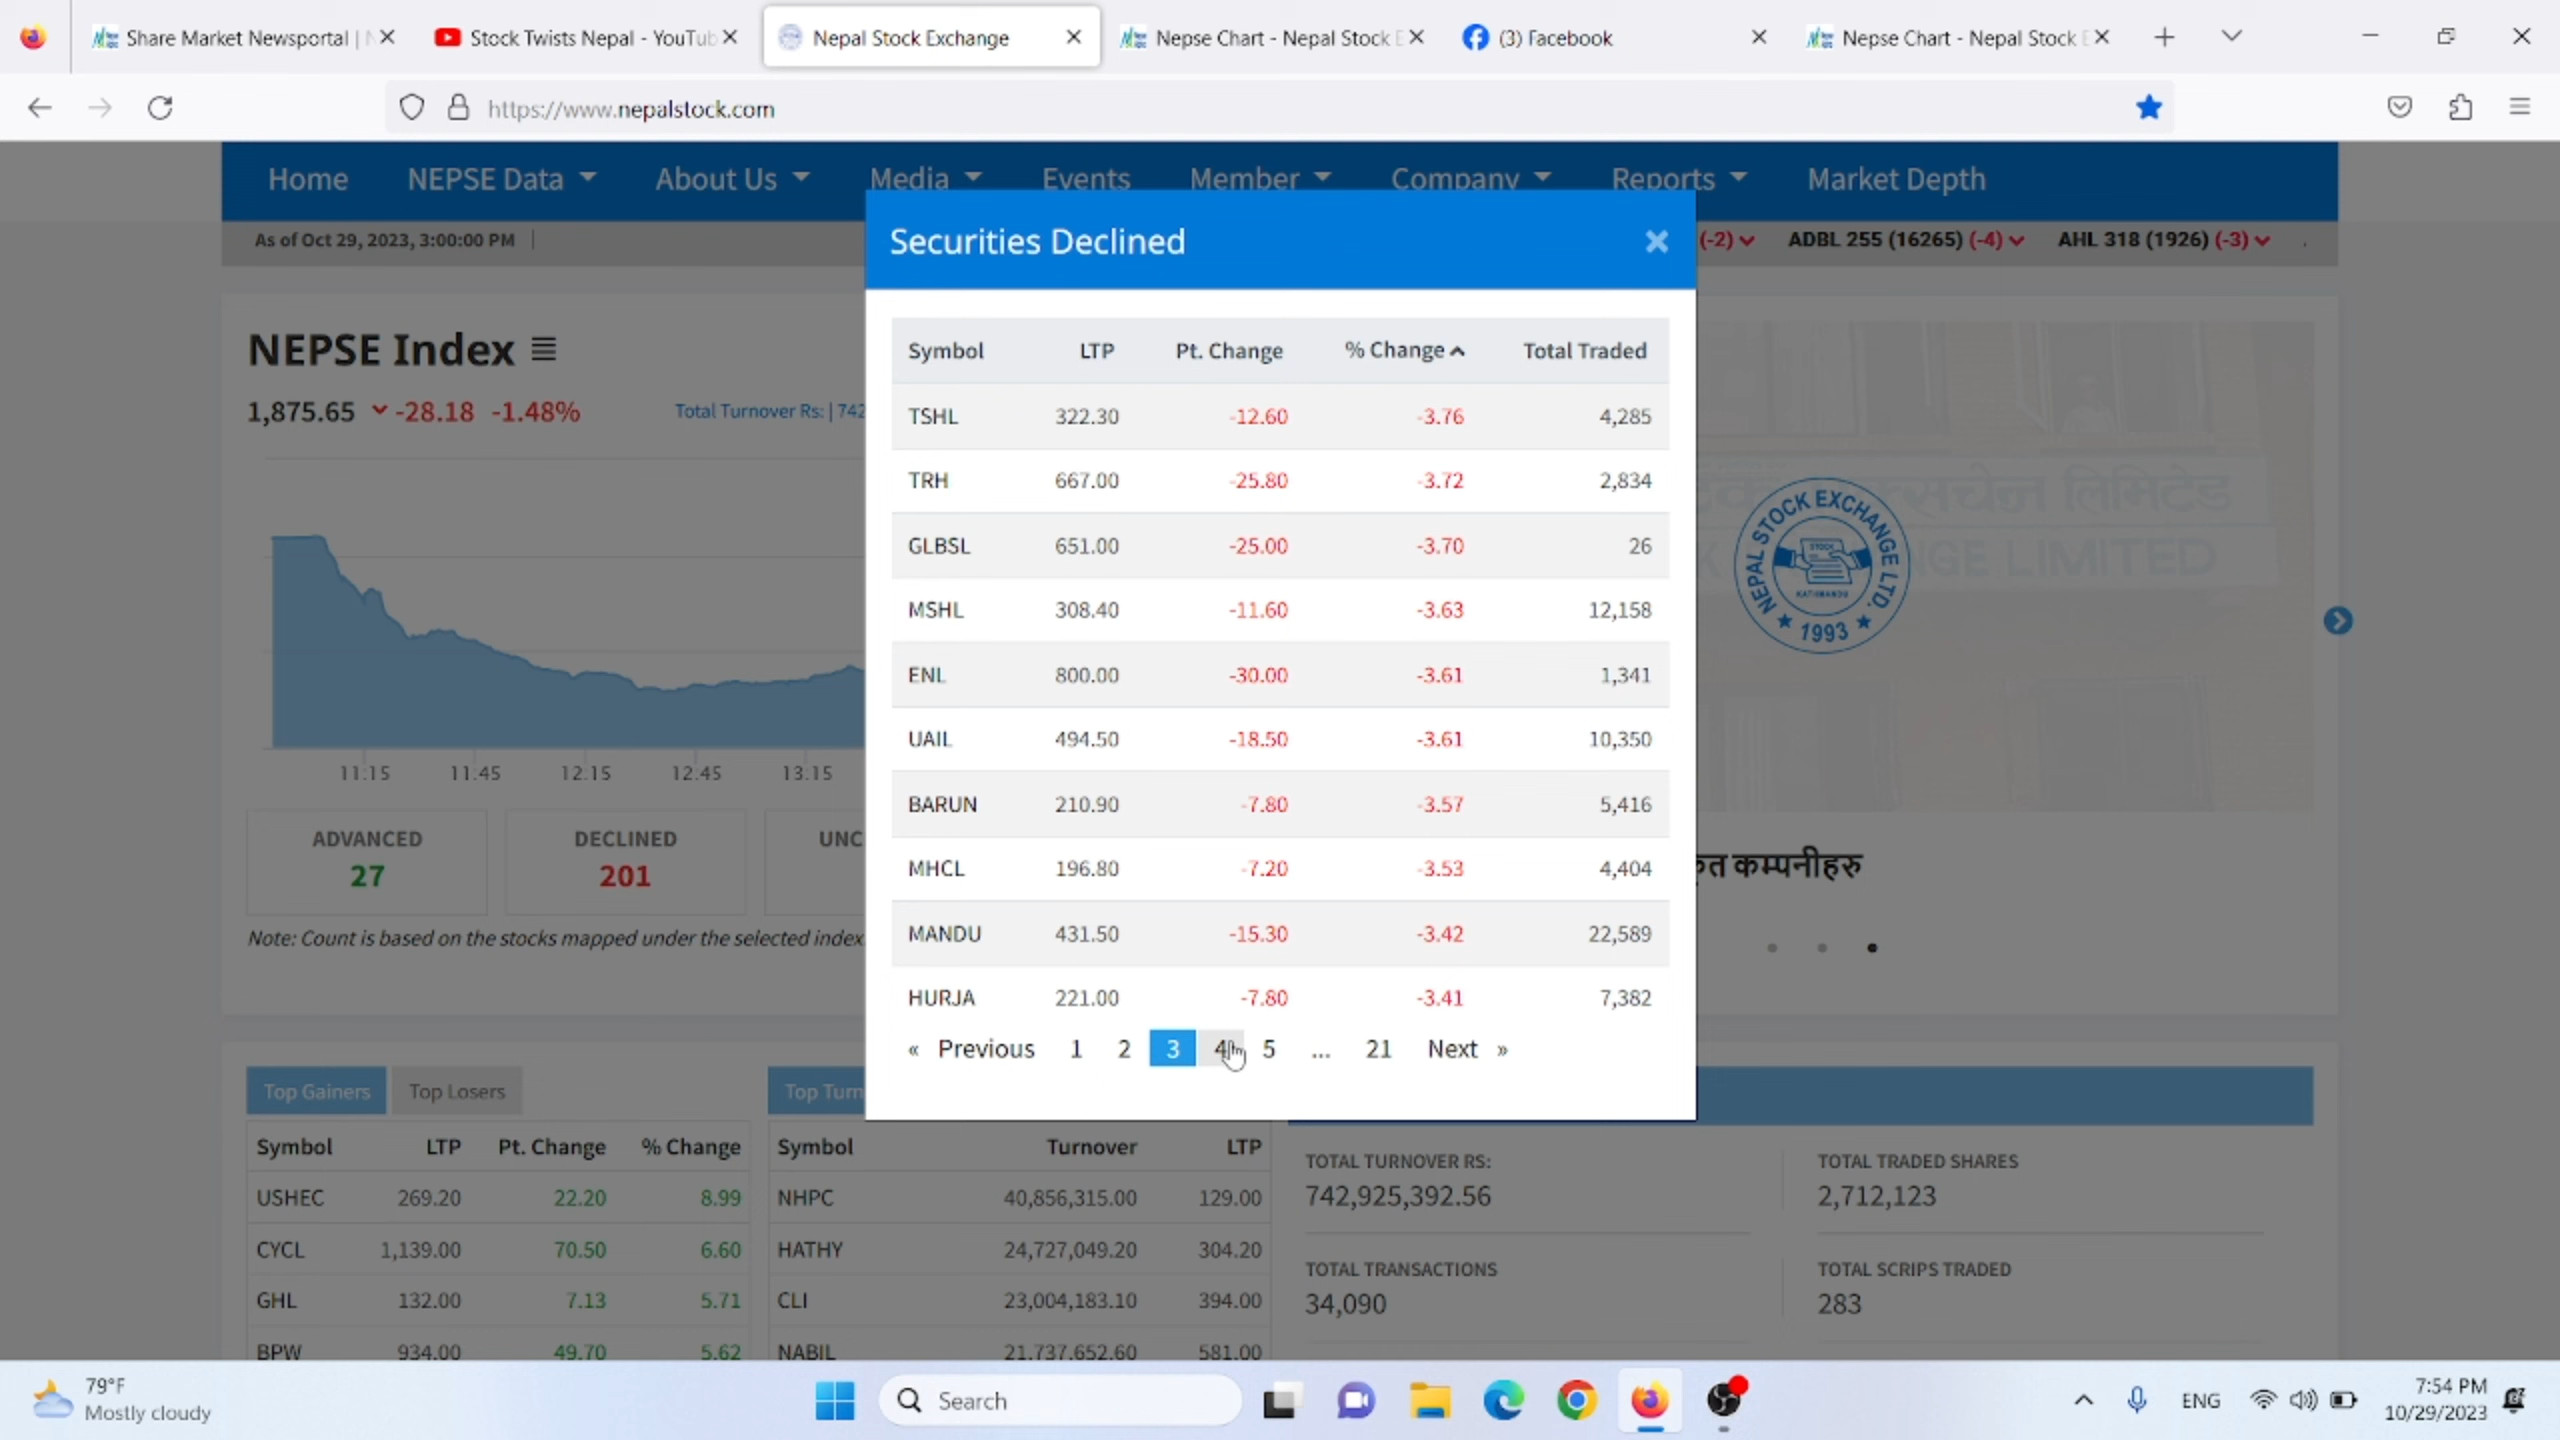 Share Market Newsportal |
Stock Twists Nepal - YouTub
Nepal Stock Exchange
Nepse Chart - Nepal Stock E
(3) Facebook
Nepse Chart - Nepal Stock E
https://www.nepalstock.com
Home NEPSE Data About Us Media Events Member Company Reports Market Depth
As of Oct 29, 2023, 3:00:00 PM
(-2) ADBL 255 (16265) (-4) AHL 318 (1926) (-3)
Securities Declined ×
NEPSE Index
1,875.65 -28.18 -1.48% Total Turnover Rs: | 742
11:15 11:45 12:15 12:45 13:15
ADVANCED
27
DECLINED
201
UNC
Note: Count is based on the stocks mapped under the selected index
Symbol LTP Pt. Change % Change Total Traded
TSHL 322.30 -12.60 -3.76 4,285
TRH 667.00 -25.80 -3.72 2,834
GLBSL 651.00 -25.00 -3.70 26
MSHL 308.40 -11.60 -3.63 12,158
ENL 800.00 -30.00 -3.61 1,341
UAIL 494.50 -18.50 -3.61 10,350
BARUN 210.90 -7.80 -3.57 5,416
MHCL 196.80 -7.20 -3.53 4,404
MANDU 431.50 -15.30 -3.42 22,589
HURJA 221.00 -7.80 -3.41 7,382
« Previous 1 2 3 4 5 ... 21 Next »
लिमिटेड
LIMITED
NEPAL STOCK EXCHANGE LTD.
STOCK
KATHMANDU
1993
कम्पनीहरु
Top Gainers Top Losers
Symbol LTP Pt. Change % Change
USHEC 269.20 22.20 8.99
CYCL 1,139.00 70.50 6.60
GHL 132.00 7.13 5.71
BPW 934.00 49.70 5.62
Top Turn
Symbol Turnover LTP
NHPC 40,856,315.00 129.00
HATHY 24,727,049.20 304.20
CLI 23,004,183.10 394.00
NABIL 21,737,652.60 581.00
TOTAL TURNOVER RS:
742,925,392.56
TOTAL TRADED SHARES
2,712,123
TOTAL TRANSACTIONS
34,090
TOTAL SCRIPS TRADED
283
79°F
Mostly cloudy
Search
ENG
7:54 PM
10/29/2023